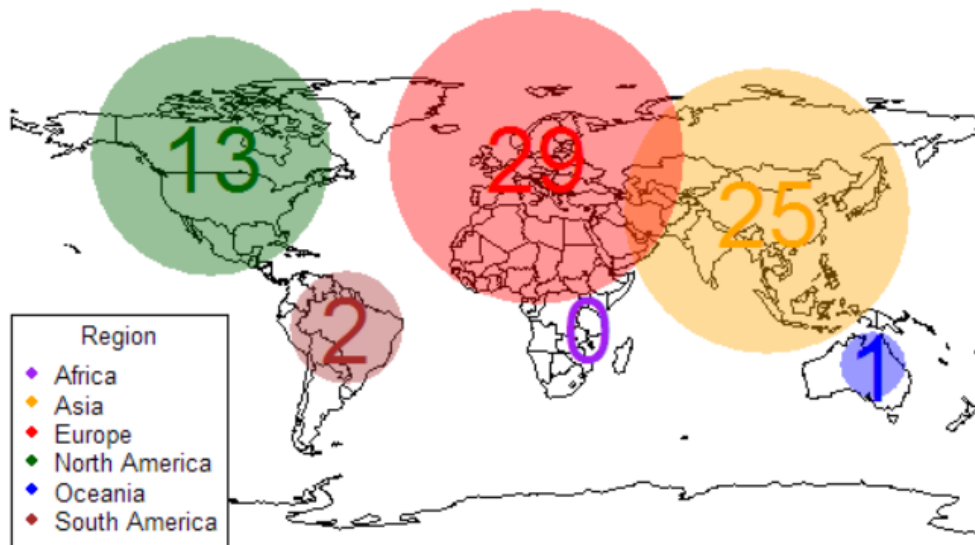 13
29
25
2
0
1
Region
Africa
Asia
Europe
North America
Oceania
South America